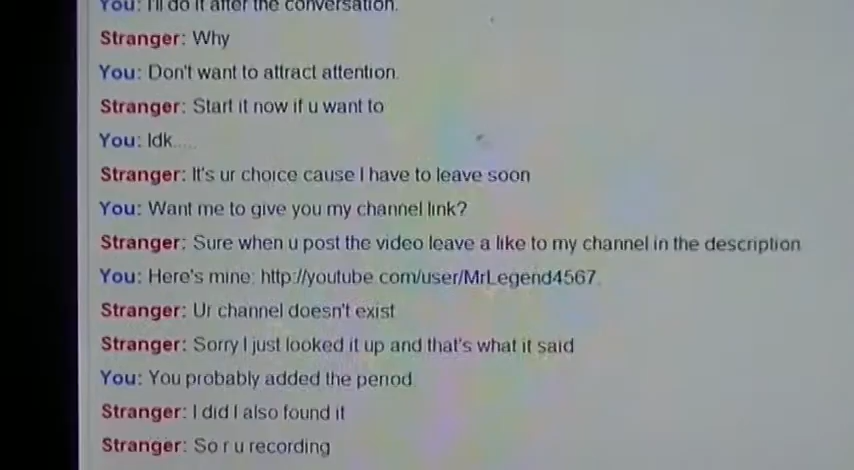 You: I'll do it after the conversation.
Stranger: Why
You: Don't want to attract attention.
Stranger: Start it now if u want to
You: Idk.....
Stranger: It's ur choice cause I have to leave soon
You: Want me to give you my channel link?
Stranger: Sure when u post the video leave a like to my channel in the description
You: Here's mine: http://youtube.com/user/MrLegend4567.
Stranger: Ur channel doesn't exist
Stranger: Sorry I just looked it up and that's what it said
You: You probably added the period.
Stranger: I did I also found it
Stranger: So r u recording